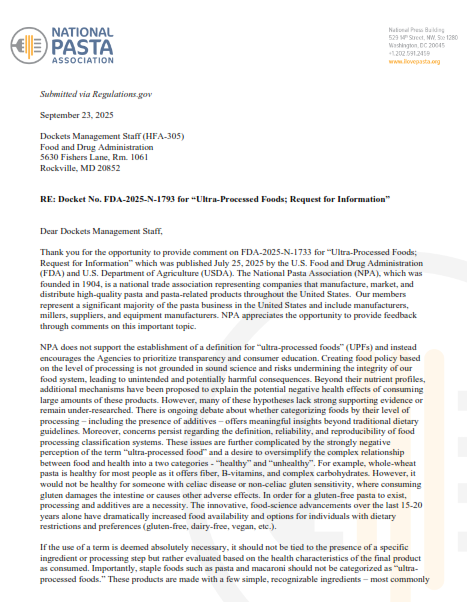 NATIONAL
PASTA
ASSOCIATION
National Press Building
529 14th Street, NW, Ste 1280
Washington, DC 20045
+1.202.591.2459
www.ilovepasta.org
Submitted via Regulations.gov
September 23, 2025
Dockets Management Staff (HFA-305)
Food and Drug Administration
5630 Fishers Lane, Rm. 1061
Rockville, MD 20852
RE: Docket No. FDA-2025-N-1793 for “Ultra-Processed Foods; Request for Information”
Dear Dockets Management Staff,
Thank you for the opportunity to provide comment on FDA-2025-N-1733 for “Ultra-Processed Foods;
Request for Information” which was published July 25, 2025 by the U.S. Food and Drug Administration
(FDA) and U.S. Department of Agriculture (USDA). The National Pasta Association (NPA), which was
founded in 1904, is a national trade association representing companies that manufacture, market, and
distribute high-quality pasta and pasta-related products throughout the United States. Our members
represent a significant majority of the pasta business in the United States and include manufacturers,
millers, suppliers, and equipment manufacturers. NPA appreciates the opportunity to provide feedback
through comments on this important topic.
NPA does not support the establishment of a definition for “ultra-processed foods” (UPFs) and instead
encourages the Agencies to prioritize transparency and consumer education. Creating food policy based
on the level of processing is not grounded in sound science and risks undermining the integrity of our
food system, leading to unintended and potentially harmful consequences. Beyond their nutrient profiles,
additional mechanisms have been proposed to explain the potential negative health effects of consuming
large amounts of these products. However, many of these hypotheses lack strong supporting evidence or
remain under-researched. There is ongoing debate about whether categorizing foods by their level of
processing – including the presence of additives – offers meaningful insights beyond traditional dietary
guidelines. Moreover, concerns persist regarding the definition, reliability, and reproducibility of food
processing classification systems. These issues are further complicated by the strongly negative
perception of the term “ultra-processed food” and a desire to oversimplify the complex relationship
between food and health into a two categories - “healthy” and “unhealthy”. For example, whole-wheat
pasta is healthy for most people as it offers fiber, B-vitamins, and complex carbohydrates. However, it
would not be healthy for someone with celiac disease or non-celiac gluten sensitivity, where consuming
gluten damages the intestine or causes other adverse effects. In order for a gluten-free pasta to exist,
processing and additives are a necessity. The innovative, food-science advancements over the last 15-20
years alone have dramatically increased food availability and options for individuals with dietary
restrictions and preferences (gluten-free, dairy-free, vegan, etc.).
If the use of a term is deemed absolutely necessary, it should not be tied to the presence of a specific
ingredient or processing step but rather evaluated based on the health characteristics of the final product
as consumed. Importantly, staple foods such as pasta and macaroni should not be categorized as “ultra-
processed foods.” These products are made with a few simple, recognizable ingredients – most commonly